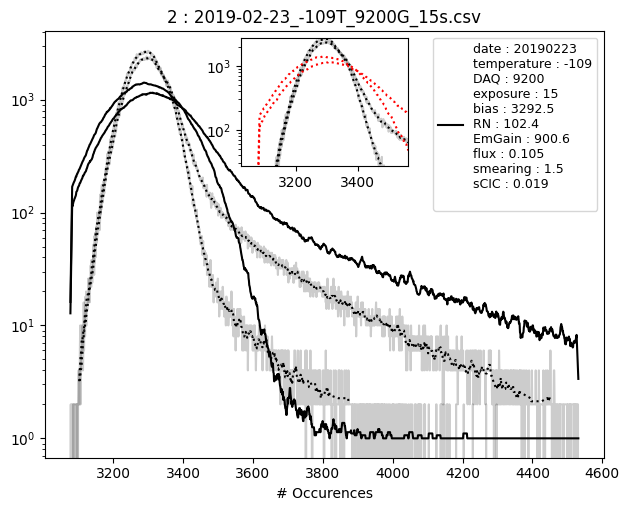 2 : 2019-02-23_-109T_9200G_15s.csv
date : 20190223
temperature : -109
DAQ : 9200
exposure : 15
bias : 3292.5
RN : 102.4
EmGain : 900.6
flux : 0.105
smearing : 1.5
sCIC : 0.019
10³
10²
3200 3400
10³
10²
10¹
10⁰
3200 3400 3600 3800 4000 4200 4400 4600
# Occurences